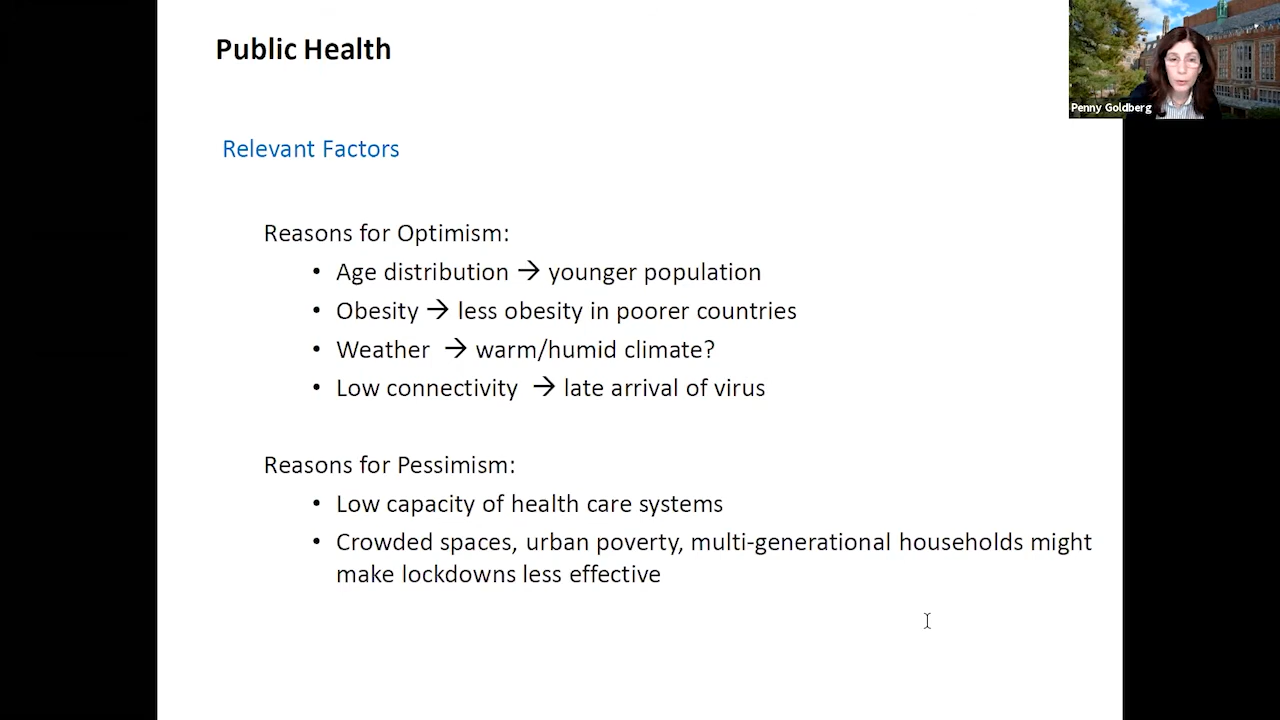 Public Health
Penny Goldberg
Relevant Factors
Reasons for Optimism:
• Age distribution → younger population
• Obesity → less obesity in poorer countries
• Weather → warm/humid climate?
• Low connectivity → late arrival of virus
Reasons for Pessimism:
• Low capacity of health care systems
• Crowded spaces, urban poverty, multi-generational households might
make lockdowns less effective